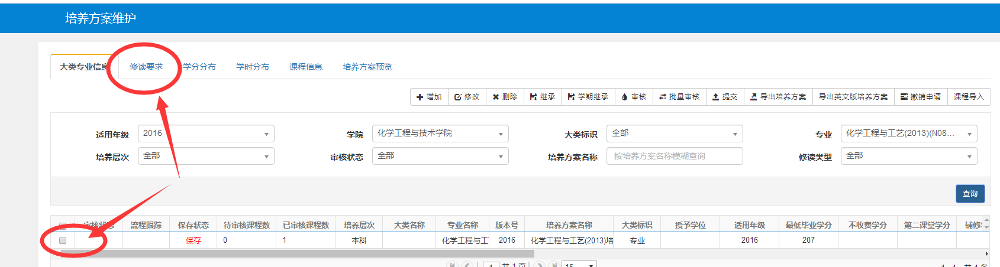 培养方案维护
大类专业信息 修读要求 学分分布 学时分布 课程信息 培养方案预览
增加 修改 删除 继承 学期继承 审核 批量审核 提交 导出培养方案 导出英文版培养方案 撤销申请 课程导入
适用年级 2016 学院 化学工程与技术学院 大类标识 全部 专业 化学工程与工艺(2013)(N08...
培养层次 全部 审核状态 全部 培养方案名称 按培养方案名称模糊查询 修读类型 全部
查询
审核状态 流程跟踪 保存状态 待审核课程数 已审核课程数 培养层次 大类名称 专业名称 版本号 培养方案名称 大类标识 授予学位 适用年级 最低毕业学分 不收费学分 第二课堂学分 辅修
保存 0 1 本科 化学工程与工 2016 化学工程与工艺(2013)培 专业 2016 207
1 共 1 页 15 1 - 1 共 1 条